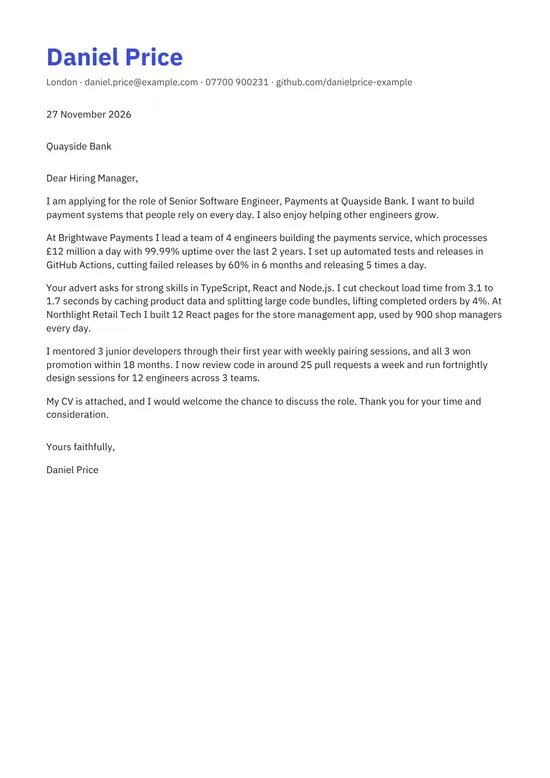 Daniel Price
London · daniel.price@example.com · 07700 900231 · github.com/danielprice-example
27 November 2026
Quayside Bank
Dear Hiring Manager,
I am applying for the role of Senior Software Engineer, Payments at Quayside Bank. I want to build
payment systems that people rely on every day. I also enjoy helping other engineers grow.
At Brightwave Payments I lead a team of 4 engineers building the payments service, which processes
£12 million a day with 99.99% uptime over the last 2 years. I set up automated tests and releases in
GitHub Actions, cutting failed releases by 60% in 6 months and releasing 5 times a day.
Your advert asks for strong skills in TypeScript, React and Node.js. I cut checkout load time from 3.1 to
1.7 seconds by caching product data and splitting large code bundles, lifting completed orders by 4%. At
Northlight Retail Tech I built 12 React pages for the store management app, used by 900 shop managers
every day.
I mentored 3 junior developers through their first year with weekly pairing sessions, and all 3 won
promotion within 18 months. I now review code in around 25 pull requests a week and run fortnightly
design sessions for 12 engineers across 3 teams.
My CV is attached, and I would welcome the chance to discuss the role. Thank you for your time and
consideration.
Yours faithfully,
Daniel Price